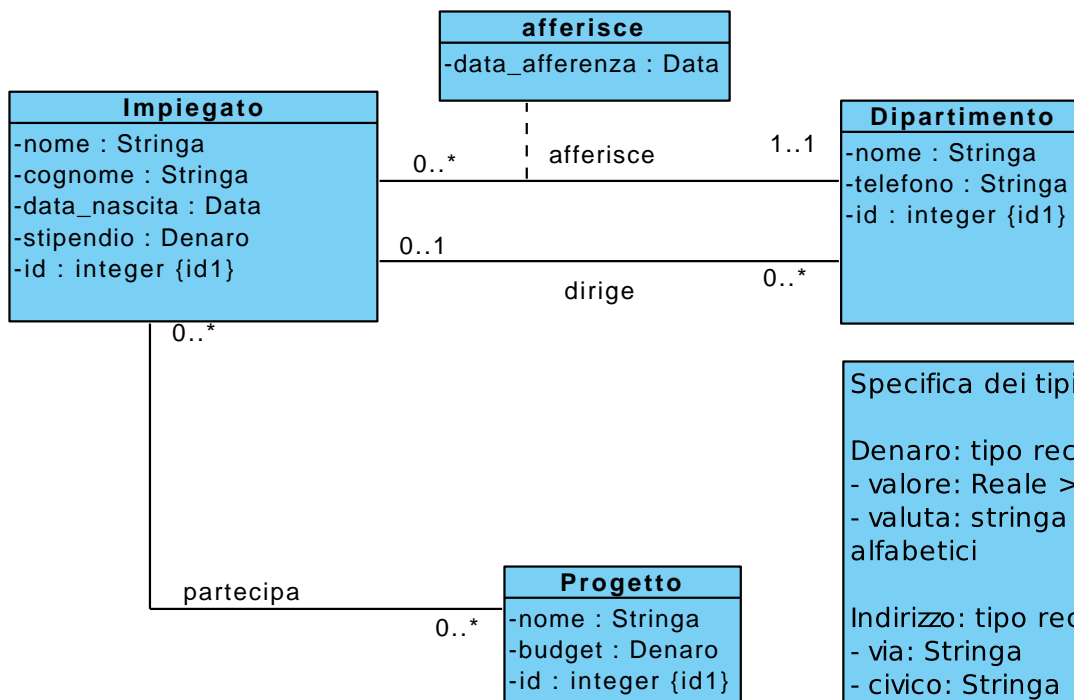 afferisce
-data_afferenza : Data
Impiegato
-nome : Stringa
-cognome : Stringa
-data_nascita : Data
-stipendio : Denaro
-id : integer {id1}
0..*
afferisce
1..1
Dipartimento
-nome : Stringa
-telefono : Stringa
-id : integer {id1}
0..1
dirige
0..*
0..*
partecipa
0..*
Progetto
-nome : Stringa
-budget : Denaro
-id : integer {id1}
Specifica dei tipi
Denaro: tipo rec
- valore: Reale >
- valuta: stringa
alfabetici
Indirizzo: tipo rec
- via: Stringa
- civico: Stringa